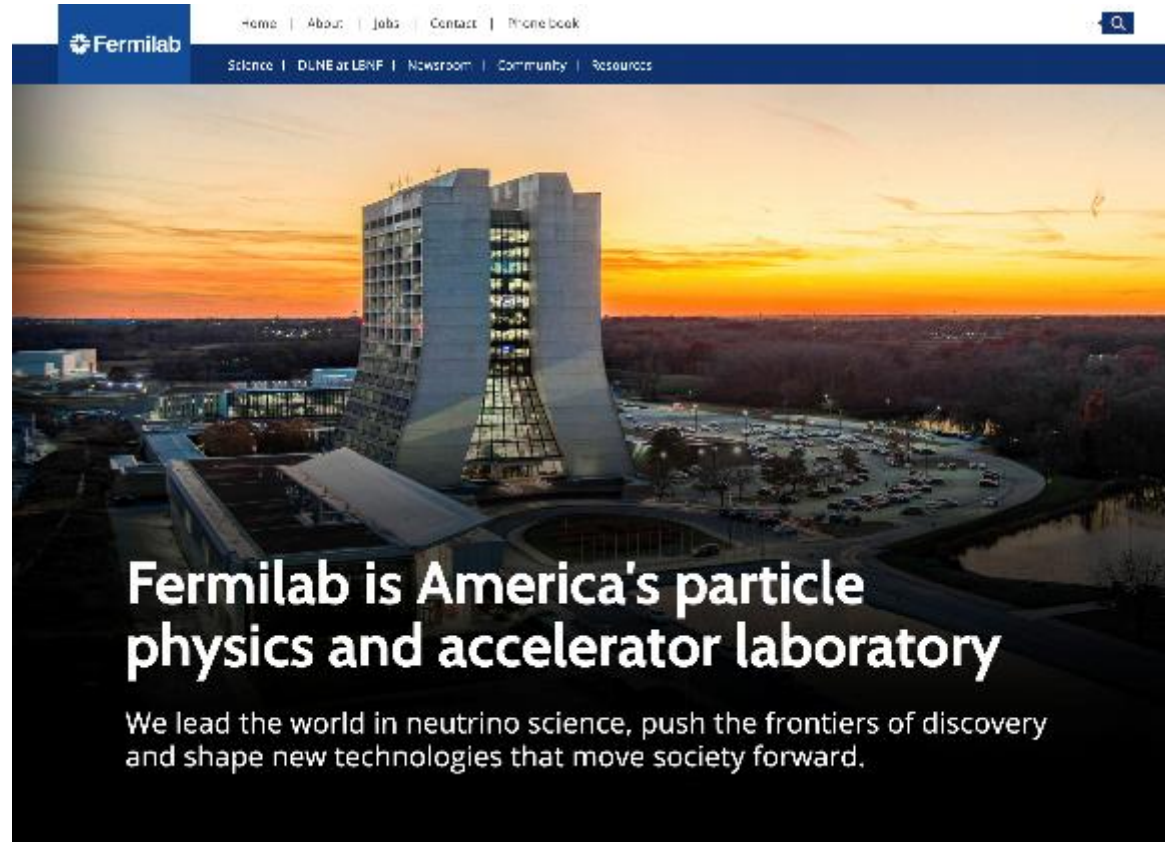 Home | About | Jobs | Contact | Phone book
Fermilab
Science | DUNE at LBNF | Newsroom | Community | Resources
Fermilab is America's particle
physics and accelerator laboratory
We lead the world in neutrino science, push the frontiers of discovery
and shape new technologies that move society forward.